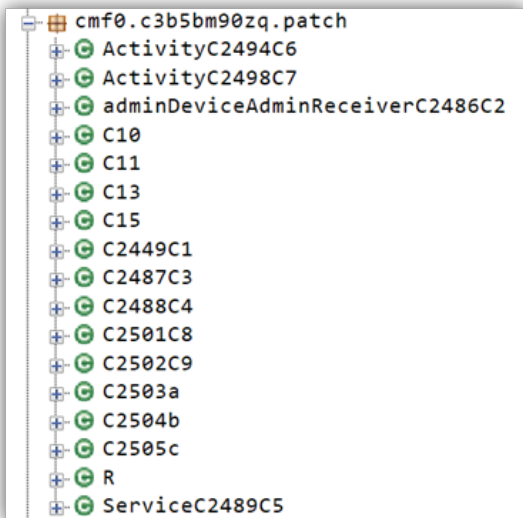 cmf0.c3b5bm90zq.patch
ActivityC2494C6
ActivityC2498C7
adminDeviceAdminReceiverC2486C2
C10
C11
C13
C15
C2449C1
C2487C3
C2488C4
C2501C8
C2502C9
C2503a
C2504b
C2505c
R
ServiceC2489C5